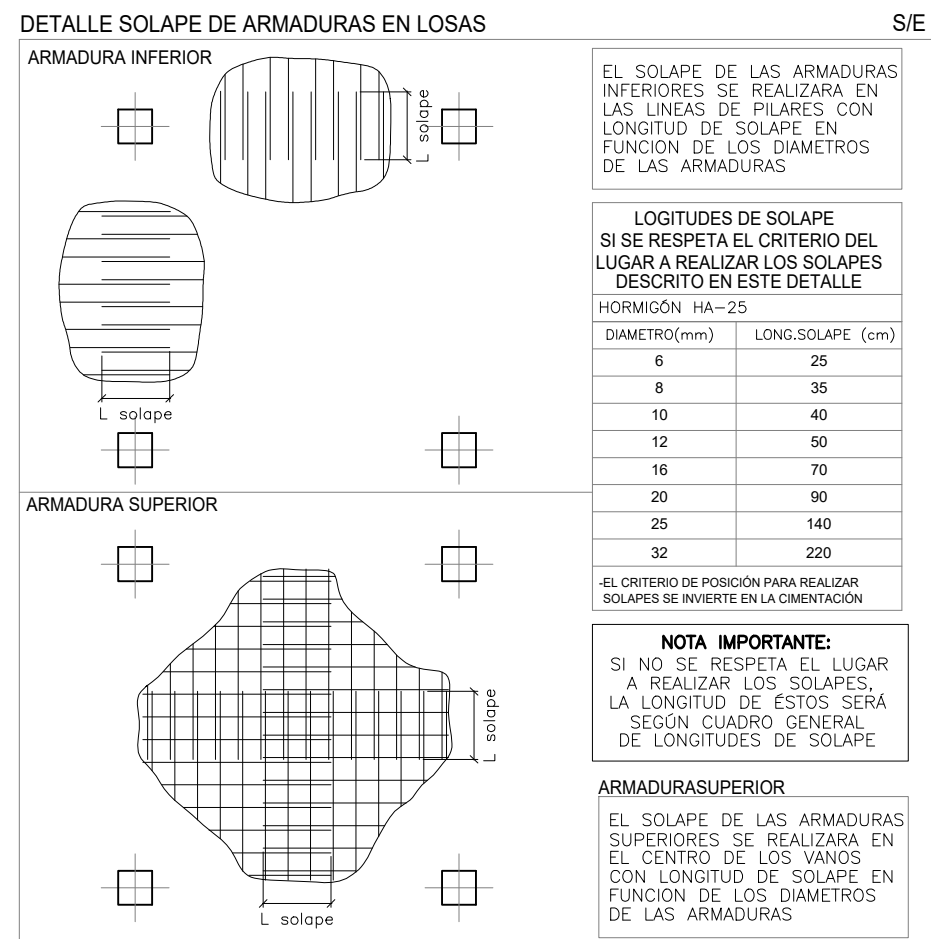 DETALLE SOLAPE DE ARMADURAS EN LOSAS
S/E
ARMADURA INFERIOR
L solape
L solape
EL SOLAPE DE LAS ARMADURAS
INFERIORES SE REALIZARA EN
LAS LINEAS DE PILARES CON
LONGITUD DE SOLAPE EN
FUNCION DE LOS DIAMETROS
DE LAS ARMADURAS
LOGITUDES DE SOLAPE
SI SE RESPETA EL CRITERIO DEL
LUGAR A REALIZAR LOS SOLAPES
DESCRITO EN ESTE DETALLE
HORMIGÓN HA-25
DIAMETRO(mm) LONG.SOLAPE (cm)
6 25
8 35
10 40
12 50
16 70
20 90
25 140
32 220
-EL CRITERIO DE POSICIÓN PARA REALIZAR
SOLAPES SE INVIERTE EN LA CIMENTACIÓN
ARMADURA SUPERIOR
L solape
L solape
NOTA IMPORTANTE:
SI NO SE RESPETA EL LUGAR
A REALIZAR LOS SOLAPES,
LA LONGITUD DE ÉSTOS SERÁ
SEGÚN CUADRO GENERAL
DE LONGITUDES DE SOLAPE
ARMADURASUPERIOR
EL SOLAPE DE LAS ARMADURAS
SUPERIORES SE REALIZARA EN
EL CENTRO DE LOS VANOS
CON LONGITUD DE SOLAPE EN
FUNCION DE LOS DIAMETROS
DE LAS ARMADURAS